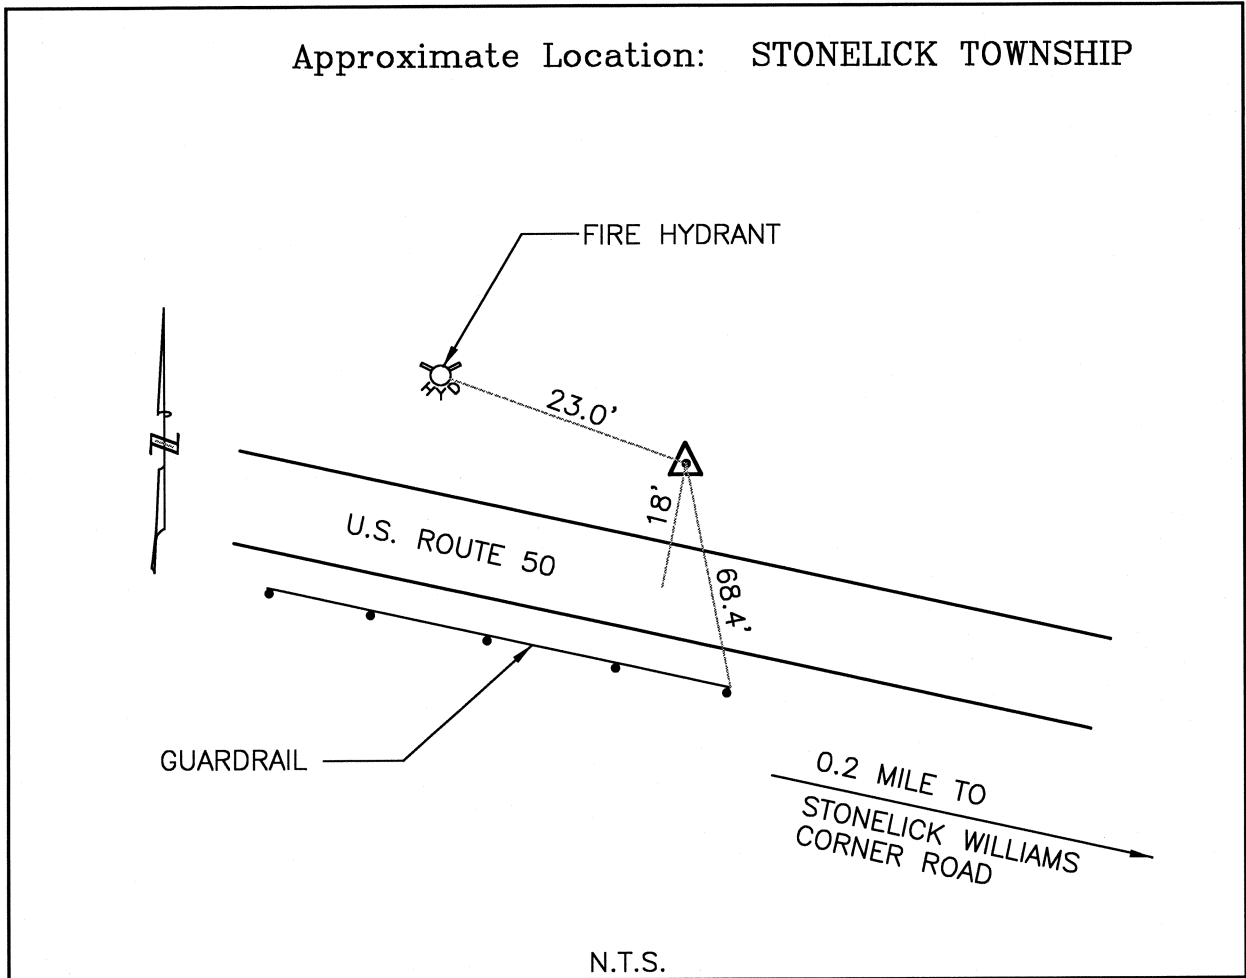 Approximate Location: STONELICK TOWNSHIP
FIRE HYDRANT
HYD
23.0'
N
18'
U.S. ROUTE 50
68.4'
GUARDRAIL
0.2 MILE TO
STONELICK WILLIAMS
CORNER ROAD
N.T.S.